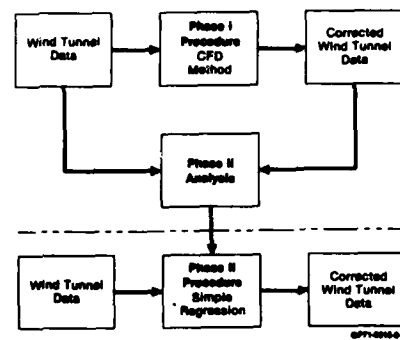 Wind Tunnel
Data
Phase I
Procedure
CFD
Method
Corrected
Wind Tunnel
Data
Phase II
Analysis
Wind Tunnel
Data
Phase II
Procedure
Simple
Regression
Corrected
Wind Tunnel
Data